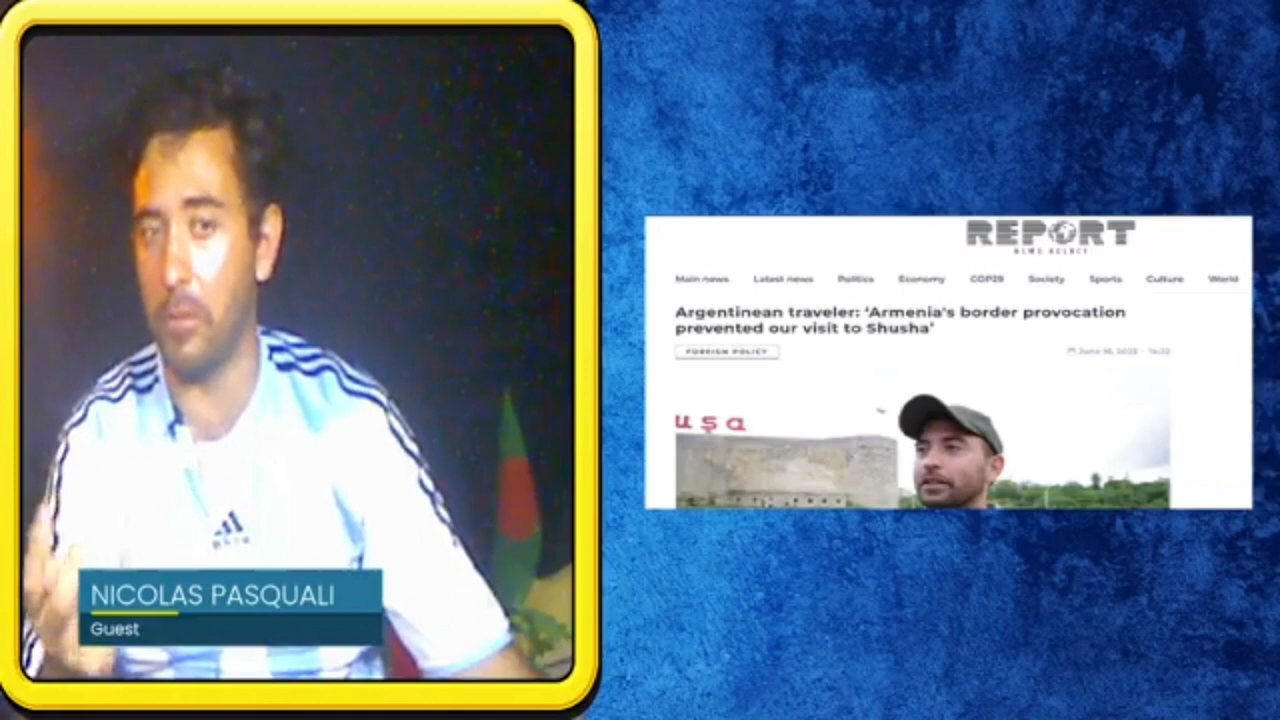 NICOLAS PASQUALI
Guest
REPORT
NEWS AGENCY
Main news Latest news Politics Economy COP29 Society Sports Culture World
Argentinean traveler: ‘Armenia's border provocation
prevented our visit to Shusha’
FOREIGN POLICY
uşa
adidas